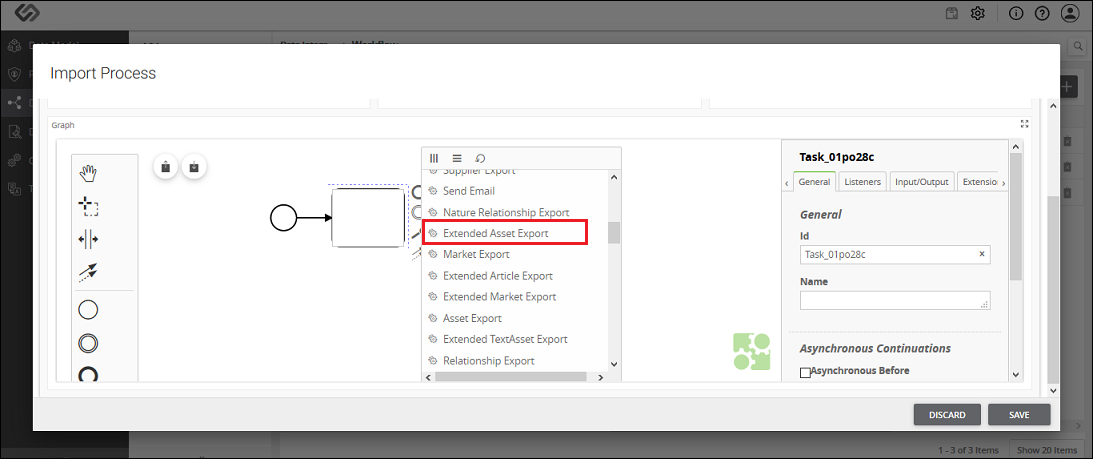 Workflow
Import Process
Graph
Supplier Export
Send Email
Nature Relationship Export
Extended Asset Export
Market Export
Extended Article Export
Extended Market Export
Asset Export
Extended TextAsset Export
Relationship Export
Task_01po28c
General
Listeners
Input/Output
Extension
General
Id
Task_01po28c
Name
Asynchronous Continuations
Asynchronous Before
DISCARD
SAVE
1 - 3 of 3 Items
Show 20 Items